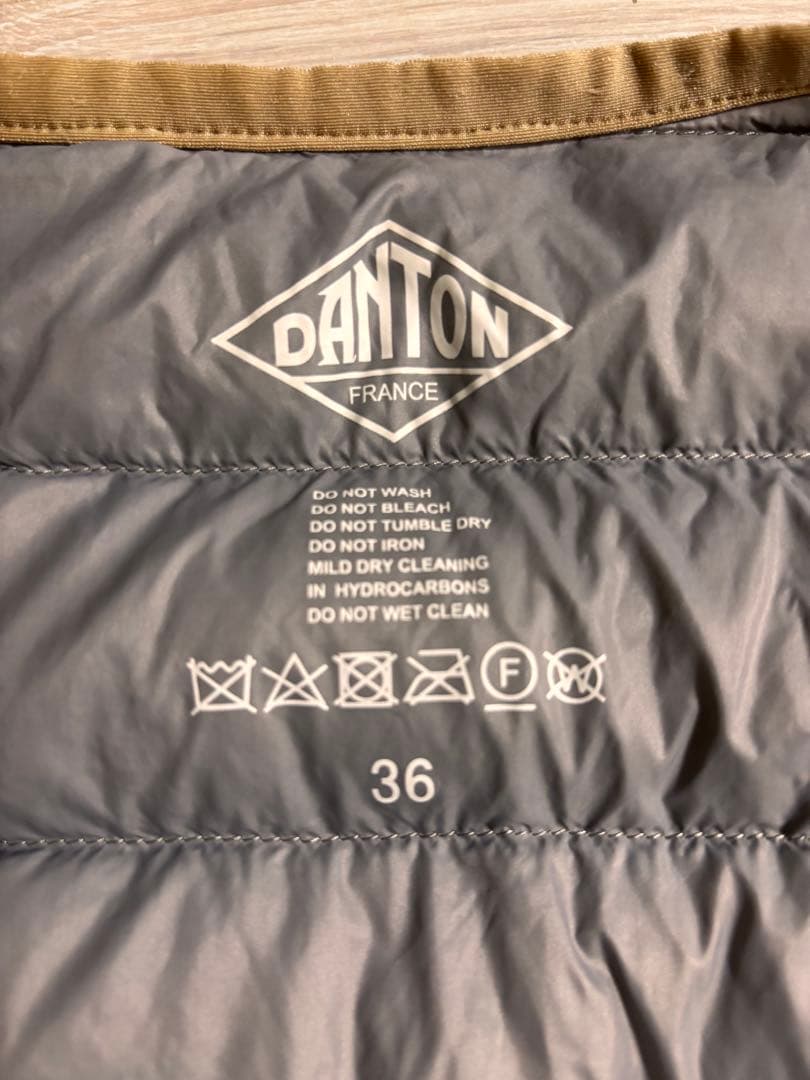 DANTON
FRANCE
DO NOT WASH
DO NOT BLEACH
DO NOT TUMBLE DRY
DO NOT IRON
MILD DRY CLEANING
IN HYDROCARBONS
DO NOT WET CLEAN
F W
36